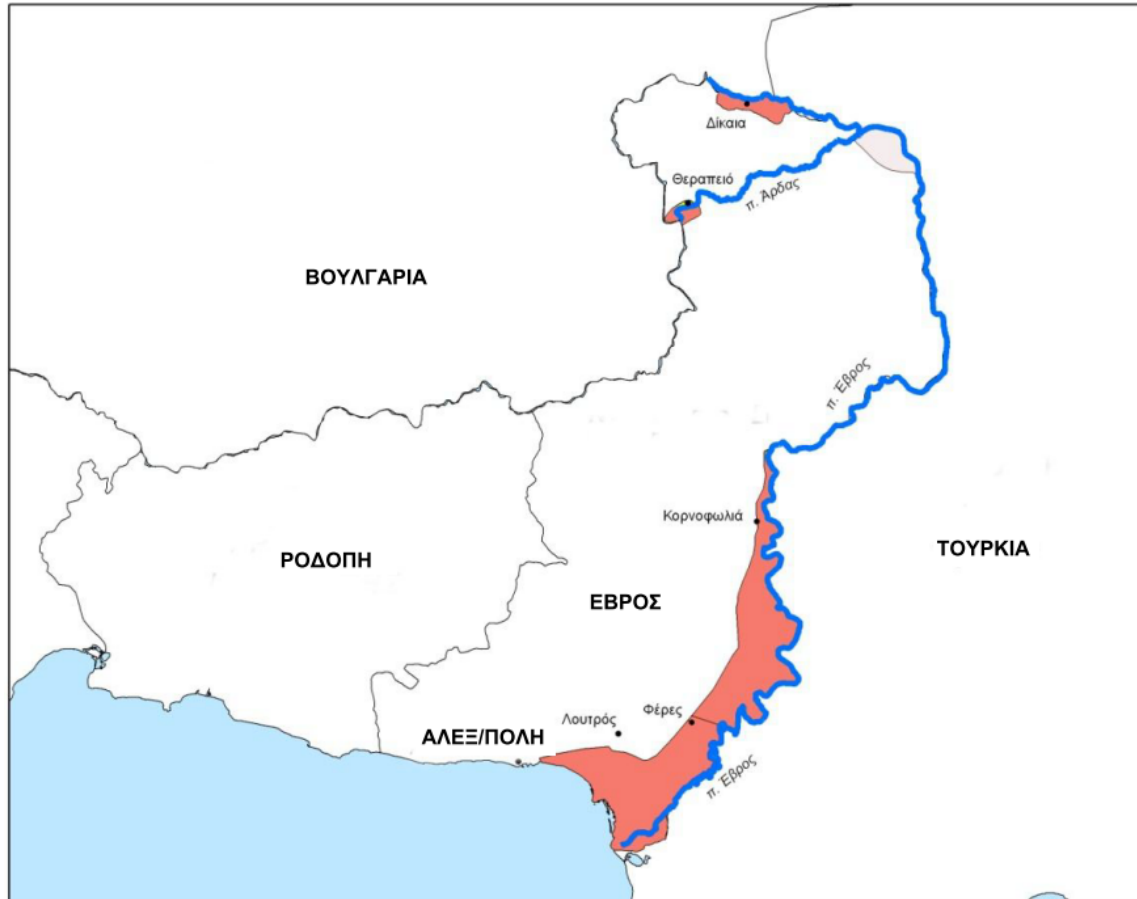 Δίκαια
Θεραπειό
π. Άρδας
ΒΟΥΛΓΑΡΙΑ
π. Έβρος
Κορνοφωλιά
ΤΟΥΡΚΙΑ
ΡΟΔΟΠΗ
ΕΒΡΟΣ
Φέρες
Λουτρός
ΑΛΕΞ/ΠΟΛΗ
π. Έβρος